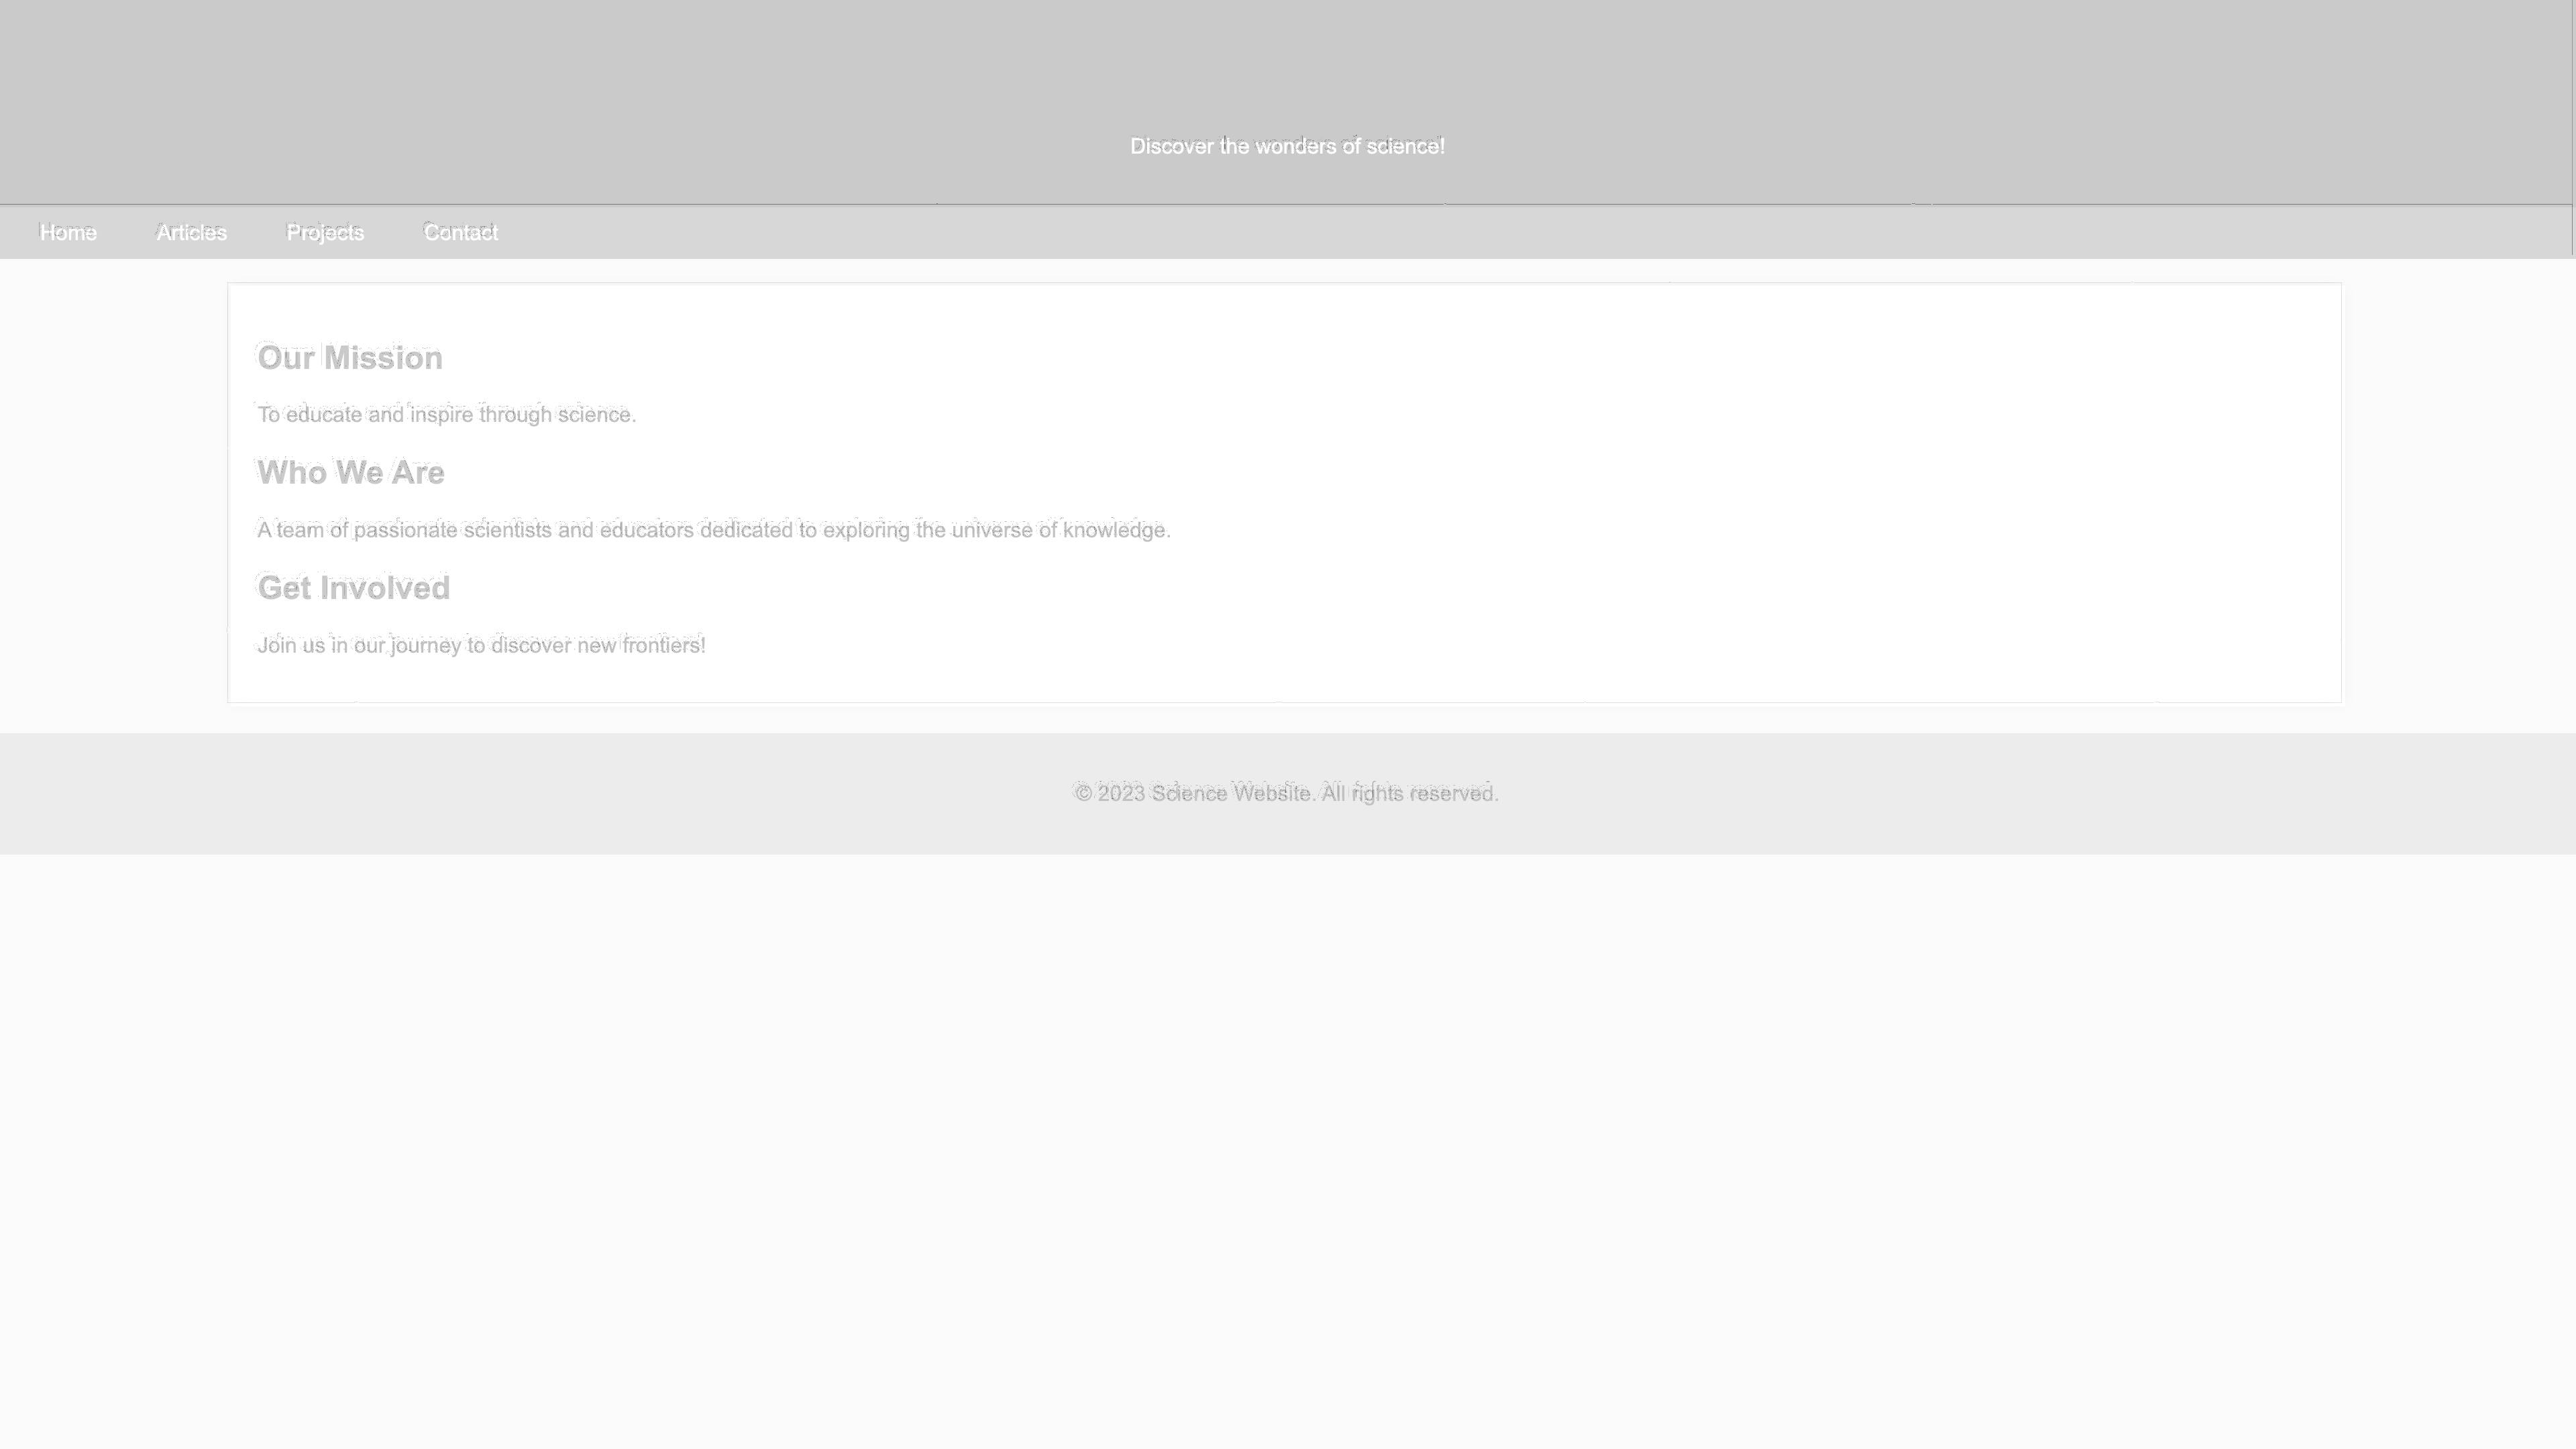 Discover the wonders of science!
Home Articles Projects Contact
Our Mission
To educate and inspire through science.
Who We Are
A team of passionate scientists and educators dedicated to exploring the universe of knowledge.
Get Involved
Join us in our journey to discover new frontiers!
© 2023 Science Website. All rights reserved.